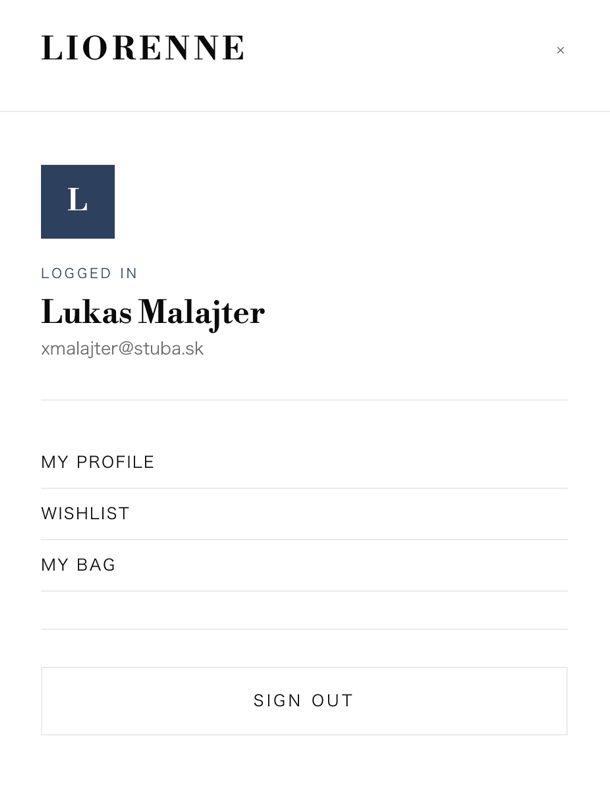 LIORENNE
×
L
LOGGED IN
Lukas Malajter
xmalajter@stuba.sk
MY PROFILE
WISHLIST
MY BAG
SIGN OUT